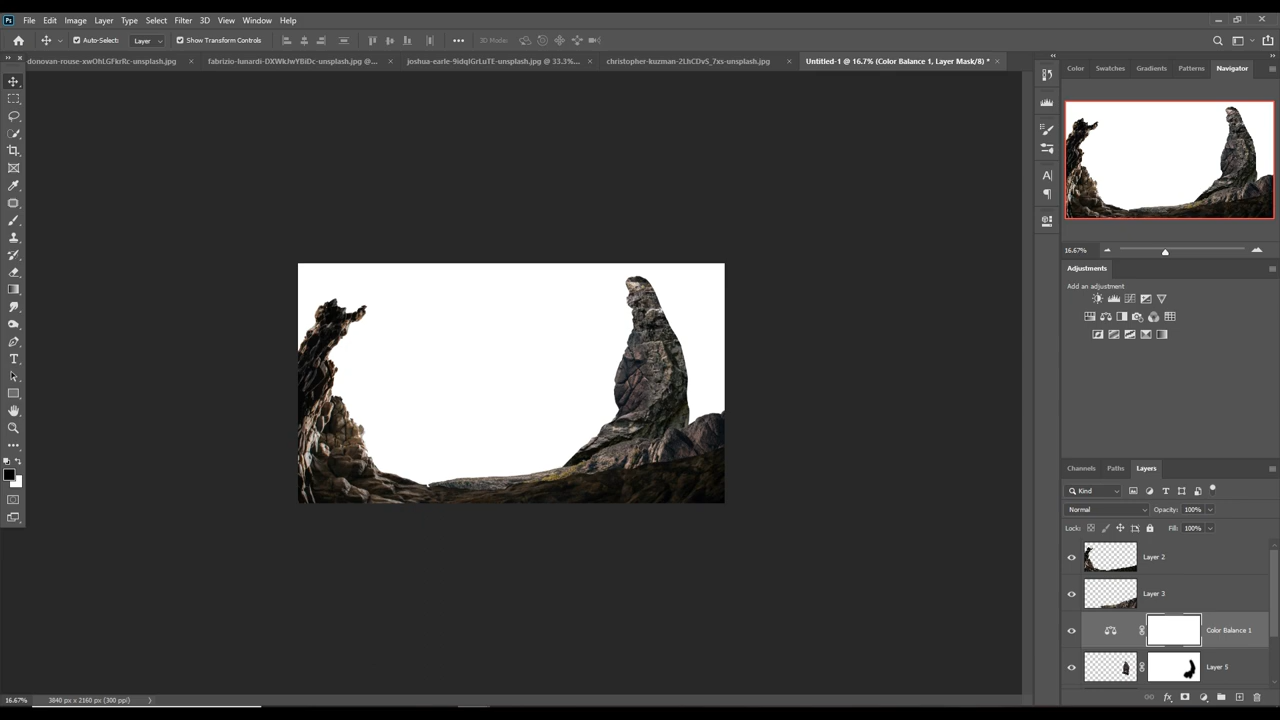 Ps File Edit Image Layer Type Select Filter 3D View Window Help
Auto-Select: Layer Show Transform Controls 3D Mode:
donovan-rouse-xwOhLGFkrRc-unsplash.jpg fabrizio-lunardi-DXWkJwYBiDc-unsplash.jpg @... joshua-earle-9idqIGrLuTE-unsplash.jpg @ 33.3%... christopher-kuzman-2LhCDvS_7xs-unsplash.jpg Untitled-1 @ 16.7% (Color Balance 1, Layer Mask/8) *
Color Swatches Gradients Patterns Navigator
16.67%
Adjustments
Add an adjustment
Channels Paths Layers
Kind
Normal Opacity: 100%
Lock: Fill: 100%
Layer 2
Layer 3
Color Balance 1
Layer 5
16.67% 3840 px x 2160 px (300 ppi)